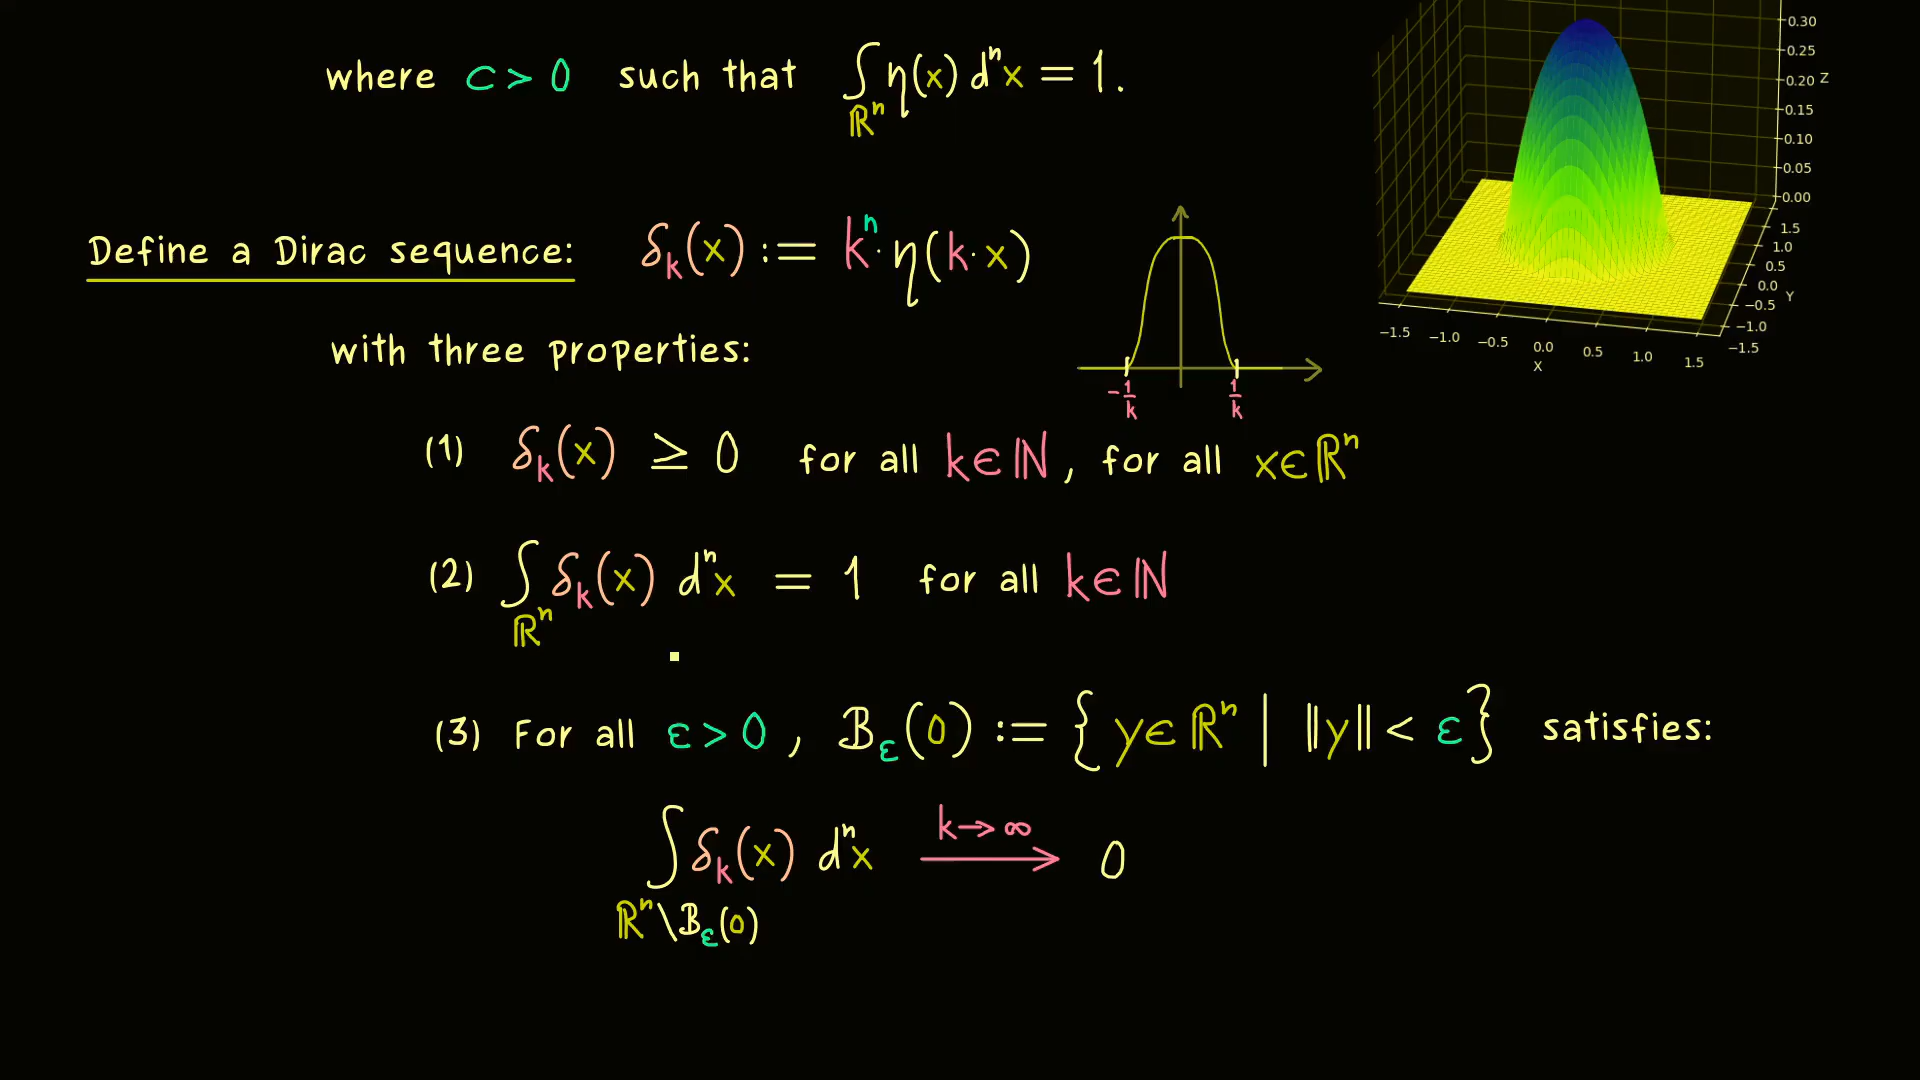 where c > 0 such that ∫_{ℝⁿ} η(x) dⁿx = 1.
Define a Dirac sequence: δₖ(x) := kⁿ · η(k · x)
with three properties:
-1/k 1/k
(1) δₖ(x) ≥ 0 for all k ∈ ℕ, for all x ∈ ℝⁿ
(2) ∫_{ℝⁿ} δₖ(x) dⁿx = 1 for all k ∈ ℕ
(3) For all ε > 0, B_ε(0) := { y ∈ ℝⁿ | ‖y‖ < ε } satisfies:
∫_{ℝⁿ\B_ε(0)} δₖ(x) dⁿx k→∞ 0
0.30
0.25
0.20 Z
0.15
0.10
0.05
0.00
1.5
1.0
0.5
0.0 Y
−0.5
−1.0
−1.5
−1.5 −1.0 −0.5 0.0 0.5 1.0 1.5
X